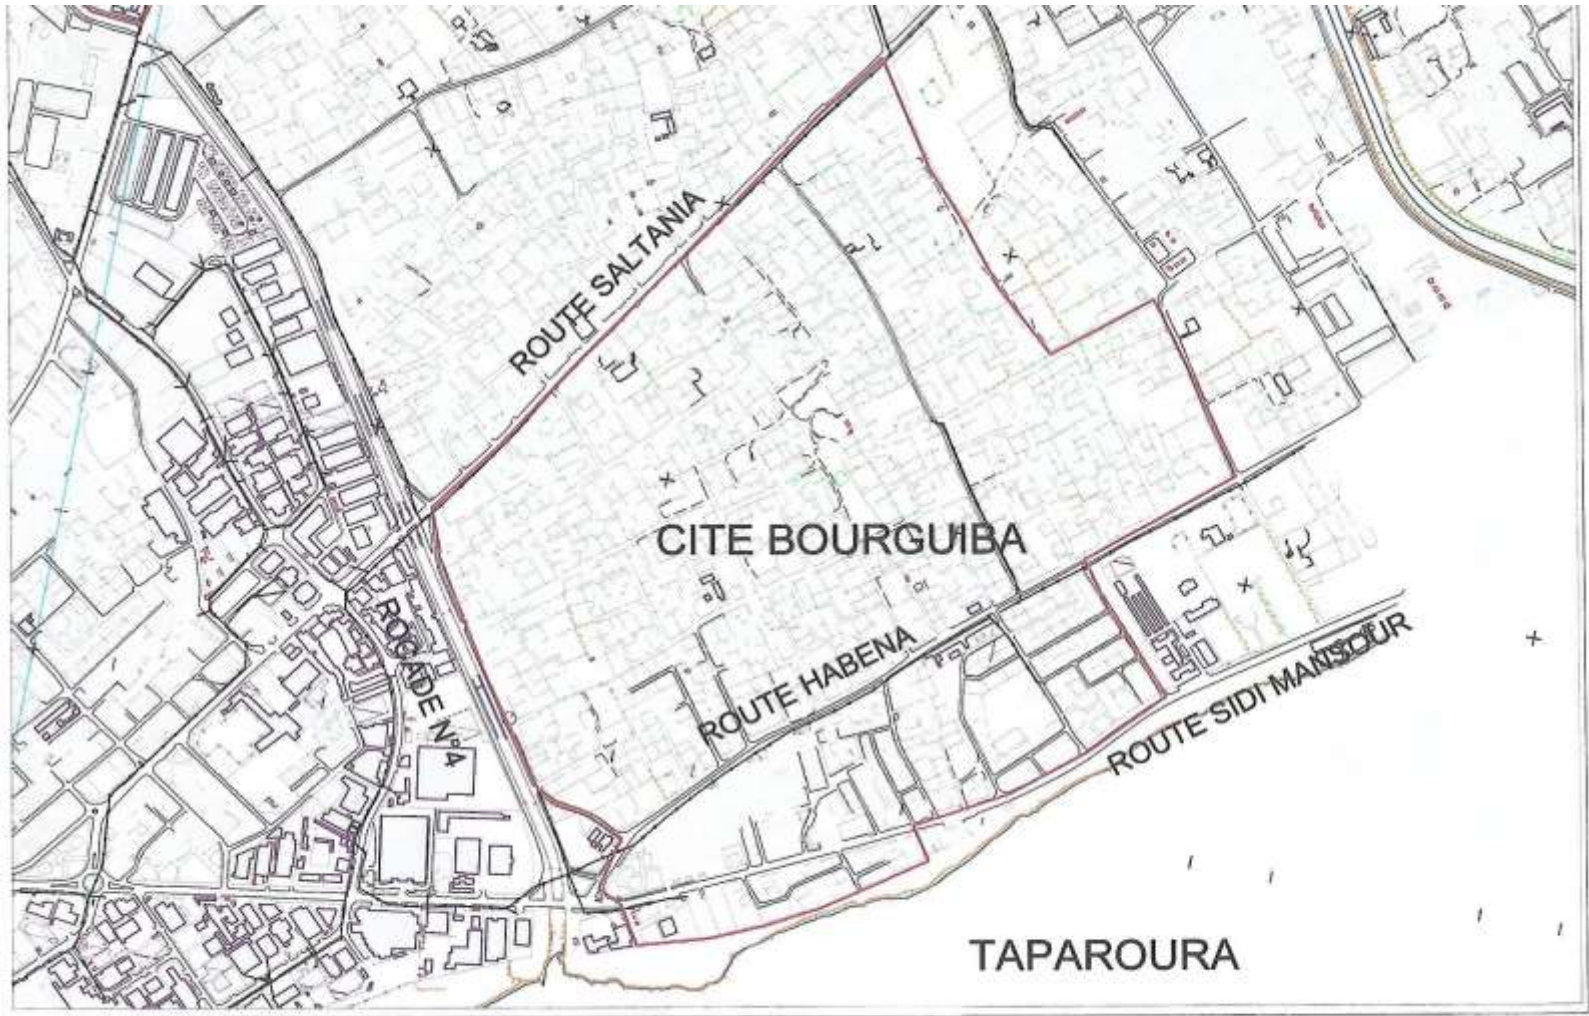 ROUTE SALTANIA
CITE BOURGUIBA
ROCADE N°4
ROUTE HABENA
ROUTE SIDI MANSOUR
TAPAROURA